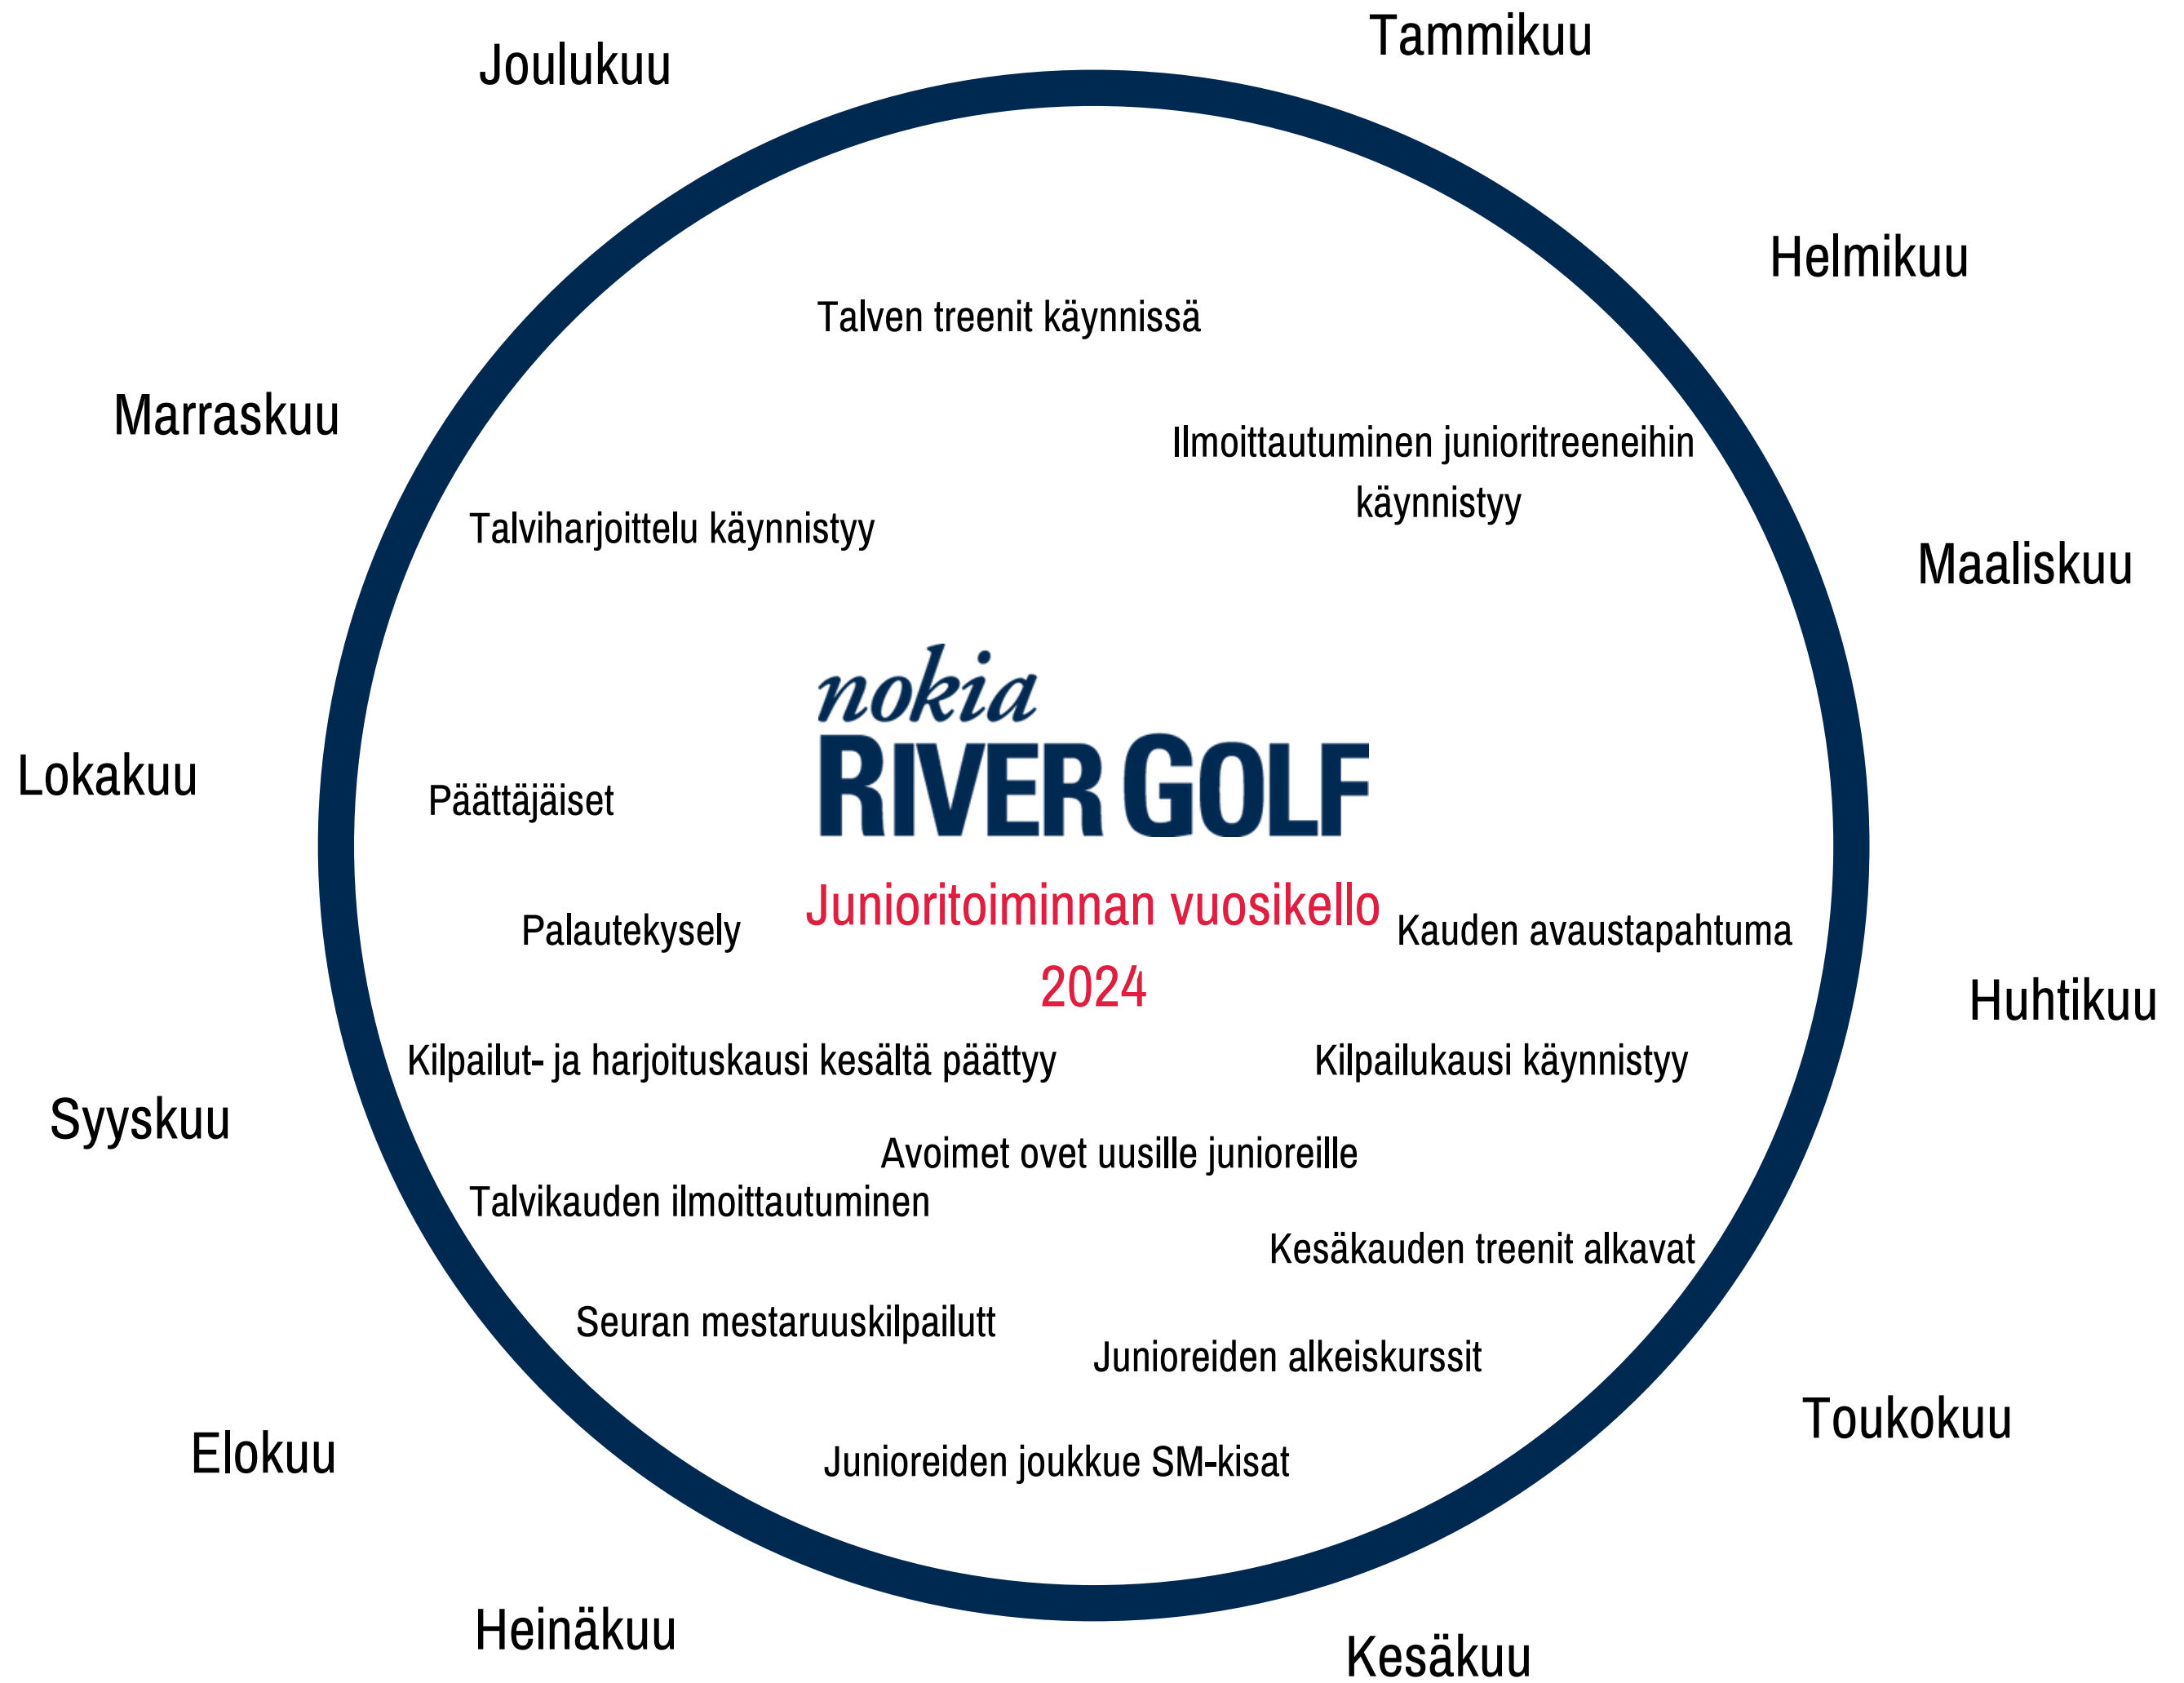 Tammikuu
Joulukuu
Helmikuu
Talven treenit käynnissä
Marraskuu
Ilmoittautuminen junioritreeneihin
käynnistyy
Talviharjoittelu käynnistyy
Maaliskuu
nokia
RIVER GOLF
Lokakuu
Päättäjäiset
Junioritoiminnan vuosikello
2024
Palautekysely
Kauden avaustapahtuma
Huhtikuu
Kilpailut- ja harjoituskausi kesältä päättyy
Kilpailukausi käynnistyy
Syyskuu
Avoimet ovet uusille junioreille
Talvikauden ilmoittautuminen
Kesäkauden treenit alkavat
Seuran mestaruuskilpailutt
Junioreiden alkeiskurssit
Toukokuu
Elokuu
Junioreiden joukkue SM-kisat
Heinäkuu
Kesäkuu